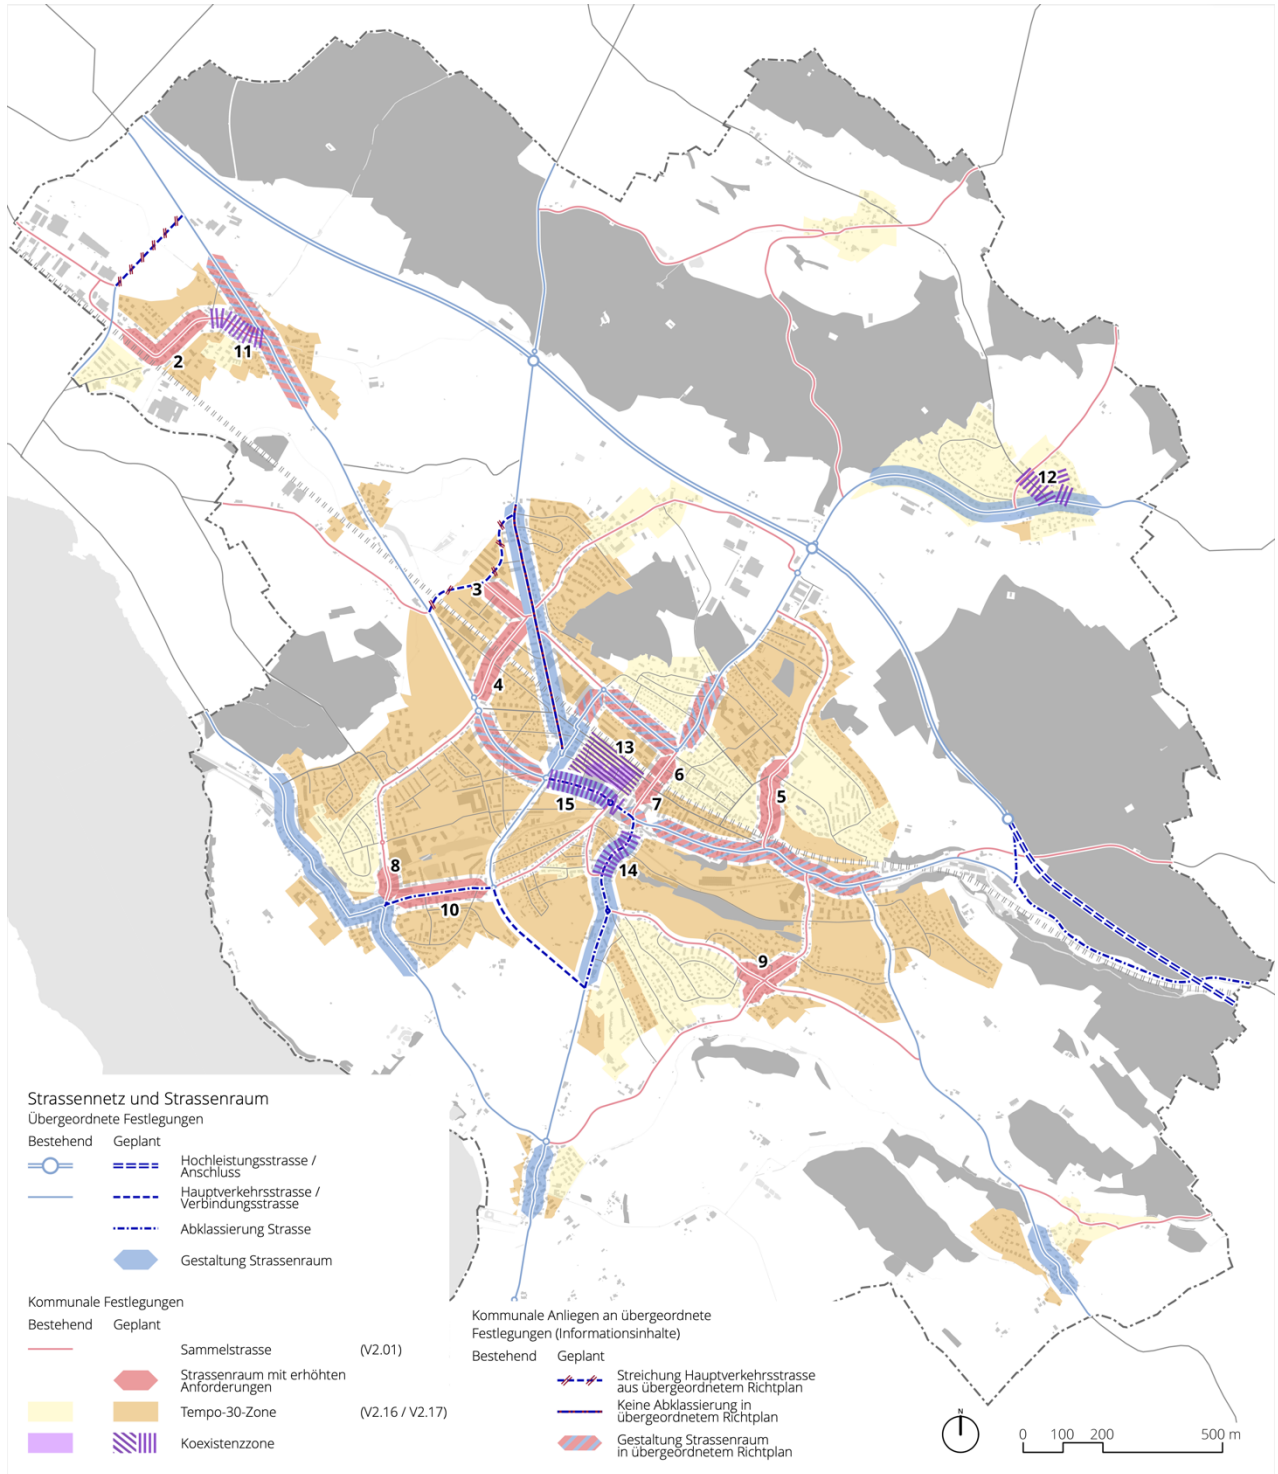 2
11
12
3
4
13
6
15
7
5
14
8
10
9
Strassennetz und Strassenraum
Übergeordnete Festlegungen
Bestehend Geplant
Hochleistungsstrasse /
Anschluss
Hauptverkehrsstrasse /
Verbindungsstrasse
Abklassierung Strasse
Gestaltung Strassenraum
Kommunale Festlegungen
Bestehend Geplant
Sammelstrasse (V2.01)
Strassenraum mit erhöhten
Anforderungen
Tempo-30-Zone (V2.16 / V2.17)
Koexistenzzone
Kommunale Anliegen an übergeordnete
Festlegungen (Informationsinhalte)
Bestehend Geplant
Streichung Hauptverkehrsstrasse
aus übergeordnetem Richtplan
Keine Abklassierung in
übergeordnetem Richtplan
Gestaltung Strassenraum
in übergeordnetem Richtplan
N
0 100 200 500 m